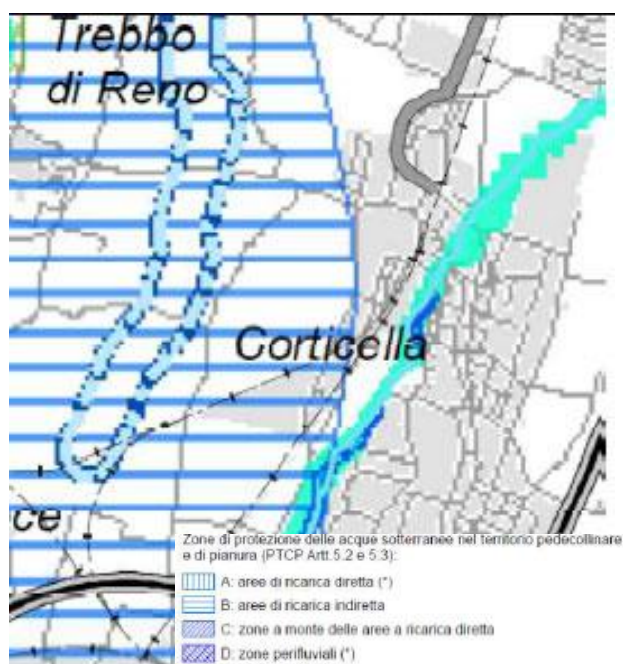 Trebbo
di Reno
Corticella
ce
Zone di protezione delle acque sotterranee nel territorio pedecollinare
e di pianura (PTCP Artt.5.2 e 5.3):
A: aree di ricarica diretta (*)
B: aree di ricarica indiretta
C: zone a monte delle aree a ricarica diretta
D: zone perifluviali (*)